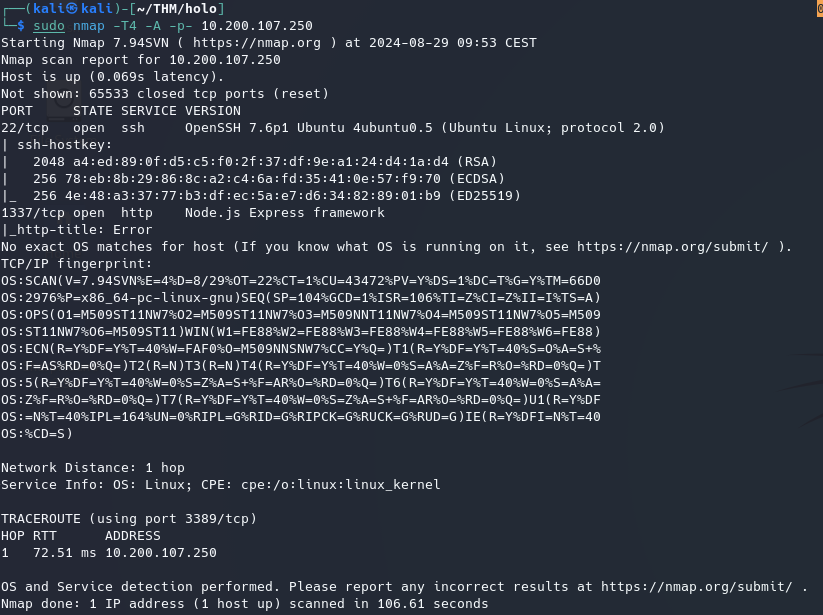 ┌──(kali㉿kali)-[~/THM/holo]
└─$ sudo nmap -T4 -A -p- 10.200.107.250
Starting Nmap 7.94SVN ( https://nmap.org ) at 2024-08-29 09:53 CEST
Nmap scan report for 10.200.107.250
Host is up (0.069s latency).
Not shown: 65533 closed tcp ports (reset)
PORT     STATE SERVICE VERSION
22/tcp   open  ssh     OpenSSH 7.6p1 Ubuntu 4ubuntu0.5 (Ubuntu Linux; protocol 2.0)
| ssh-hostkey:
|   2048 a4:ed:89:0f:d5:c5:f0:2f:37:df:9e:a1:24:d4:1a:d4 (RSA)
|   256 78:eb:8b:29:86:8c:a2:c4:6a:fd:35:41:0e:57:f9:70 (ECDSA)
|_  256 4e:48:a3:37:77:b3:df:ec:5a:e7:d6:34:82:89:01:b9 (ED25519)
1337/tcp open  http    Node.js Express framework
|_http-title: Error
No exact OS matches for host (If you know what OS is running on it, see https://nmap.org/submit/ ).
TCP/IP fingerprint:
OS:SCAN(V=7.94SVN%E=4%D=8/29%OT=22%CT=1%CU=43472%PV=Y%DS=1%DC=T%G=Y%TM=66D0
OS:2976%P=x86_64-pc-linux-gnu)SEQ(SP=104%GCD=1%ISR=106%TI=Z%CI=Z%II=I%TS=A)
OS:OPS(O1=M509ST11NW7%O2=M509ST11NW7%O3=M509NNT11NW7%O4=M509ST11NW7%O5=M509
OS:ST11NW7%O6=M509ST11)WIN(W1=FE88%W2=FE88%W3=FE88%W4=FE88%W5=FE88%W6=FE88)
OS:ECN(R=Y%DF=Y%T=40%W=FAF0%O=M509NNSNW7%CC=Y%Q=)T1(R=Y%DF=Y%T=40%S=O%A=S+%
OS:F=AS%RD=0%Q=)T2(R=N)T3(R=N)T4(R=Y%DF=Y%T=40%W=0%S=A%A=Z%F=R%O=%RD=0%Q=)T
OS:5(R=Y%DF=Y%T=40%W=0%S=Z%A=S+%F=AR%O=%RD=0%Q=)T6(R=Y%DF=Y%T=40%W=0%S=A%A=
OS:Z%F=R%O=%RD=0%Q=)T7(R=Y%DF=Y%T=40%W=0%S=Z%A=S+%F=AR%O=%RD=0%Q=)U1(R=Y%DF
OS:=N%T=40%IPL=164%UN=0%RIPL=G%RID=G%RIPCK=G%RUCK=G%RUD=G)IE(R=Y%DFI=N%T=40
OS:%CD=S)
Network Distance: 1 hop
Service Info: OS: Linux; CPE: cpe:/o:linux:linux_kernel
TRACEROUTE (using port 3389/tcp)
HOP RTT      ADDRESS
1   72.51 ms 10.200.107.250
OS and Service detection performed. Please report any incorrect results at https://nmap.org/submit/ .
Nmap done: 1 IP address (1 host up) scanned in 106.61 seconds